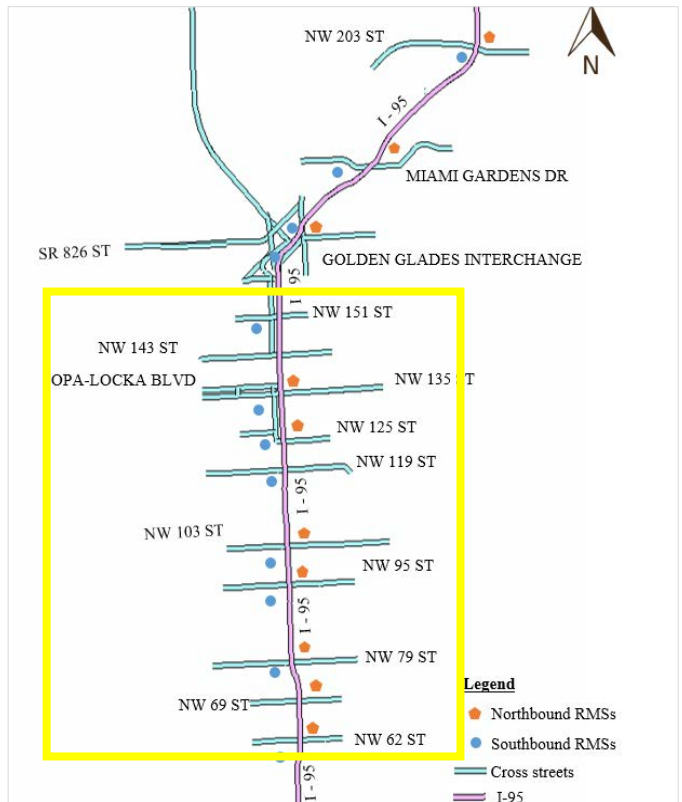 NW 203 ST
N
I - 95
MIAMI GARDENS DR
SR 826 ST
GOLDEN GLADES INTERCHANGE
I - 95
NW 151 ST
NW 143 ST
OPA-LOCKA BLVD
NW 135 ST
NW 125 ST
NW 119 ST
I - 95
NW 103 ST
NW 95 ST
I - 95
NW 79 ST
Legend
NW 69 ST
Northbound RMSs
NW 62 ST
Southbound RMSs
Cross streets
I-95
I - 95